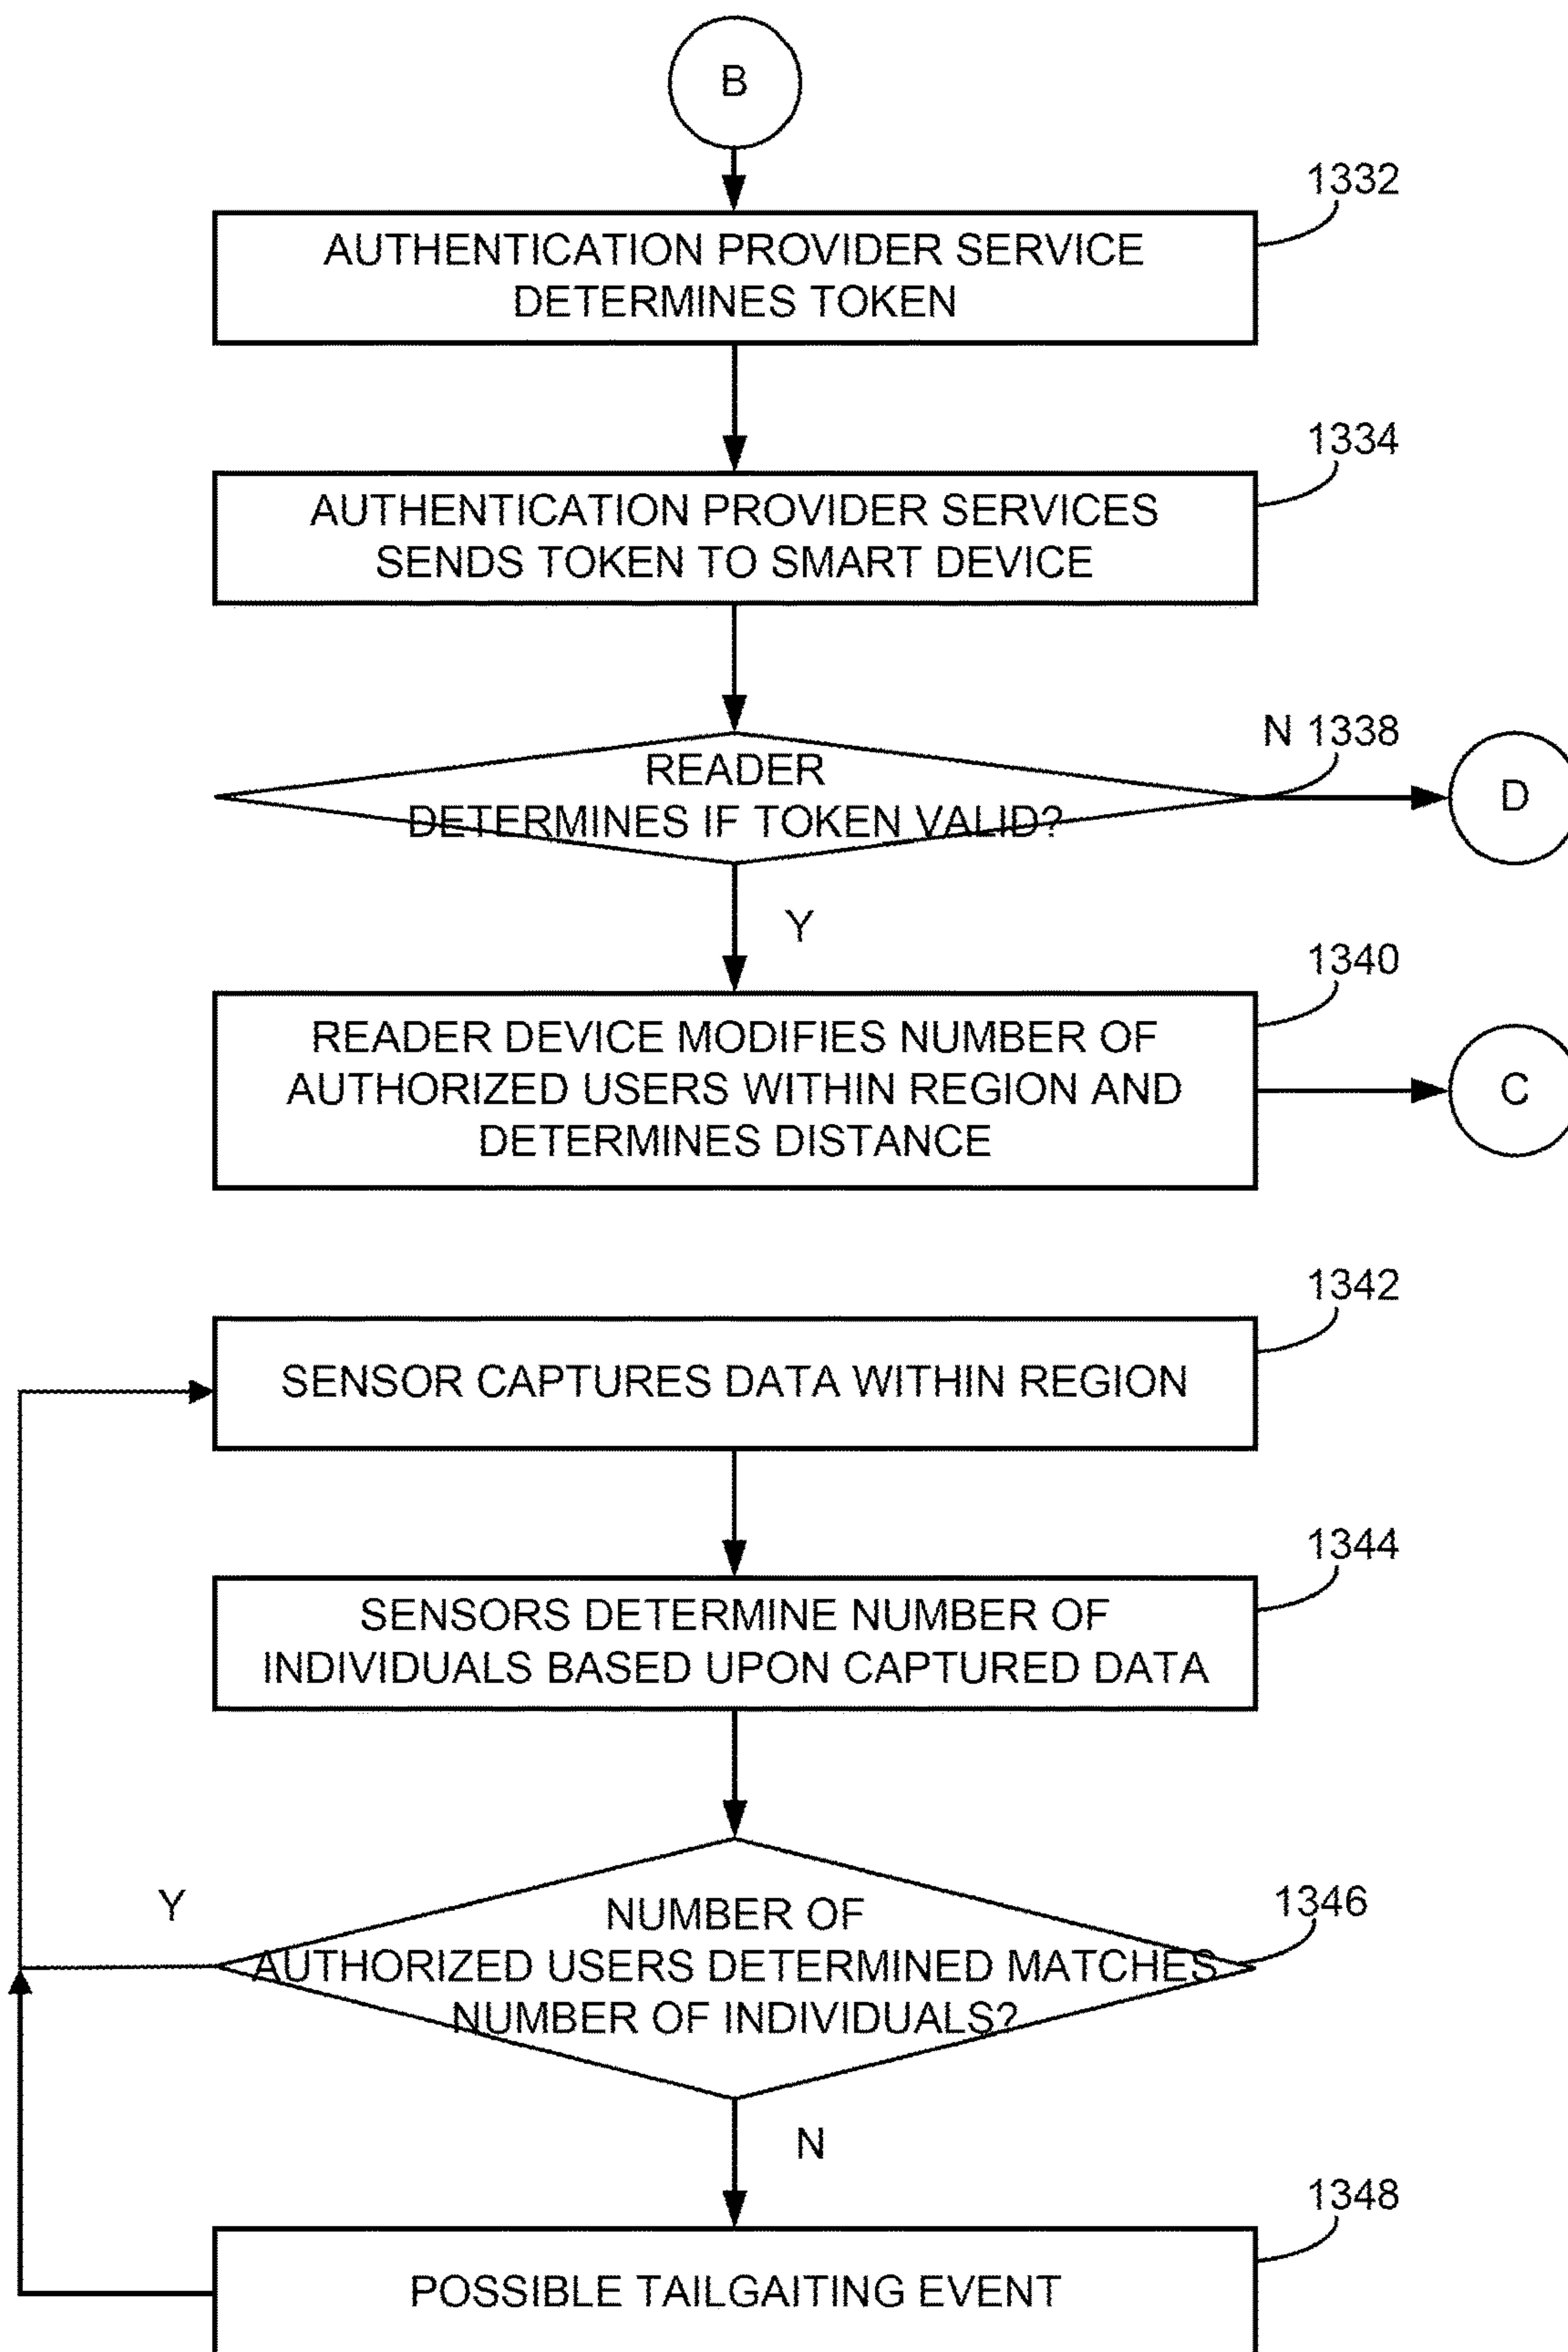 B
1332
AUTHENTICATION PROVIDER SERVICE
DETERMINES TOKEN
1334
AUTHENTICATION PROVIDER SERVICES
SENDS TOKEN TO SMART DEVICE
N 1338
READER
DETERMINES IF TOKEN VALID?
D
Y
1340
READER DEVICE MODIFIES NUMBER OF
AUTHORIZED USERS WITHIN REGION AND
DETERMINES DISTANCE
C
1342
SENSOR CAPTURES DATA WITHIN REGION
1344
SENSORS DETERMINE NUMBER OF
INDIVIDUALS BASED UPON CAPTURED DATA
Y
1346
NUMBER OF
AUTHORIZED USERS DETERMINED MATCHES
NUMBER OF INDIVIDUALS?
N
1348
POSSIBLE TAILGAITING EVENT